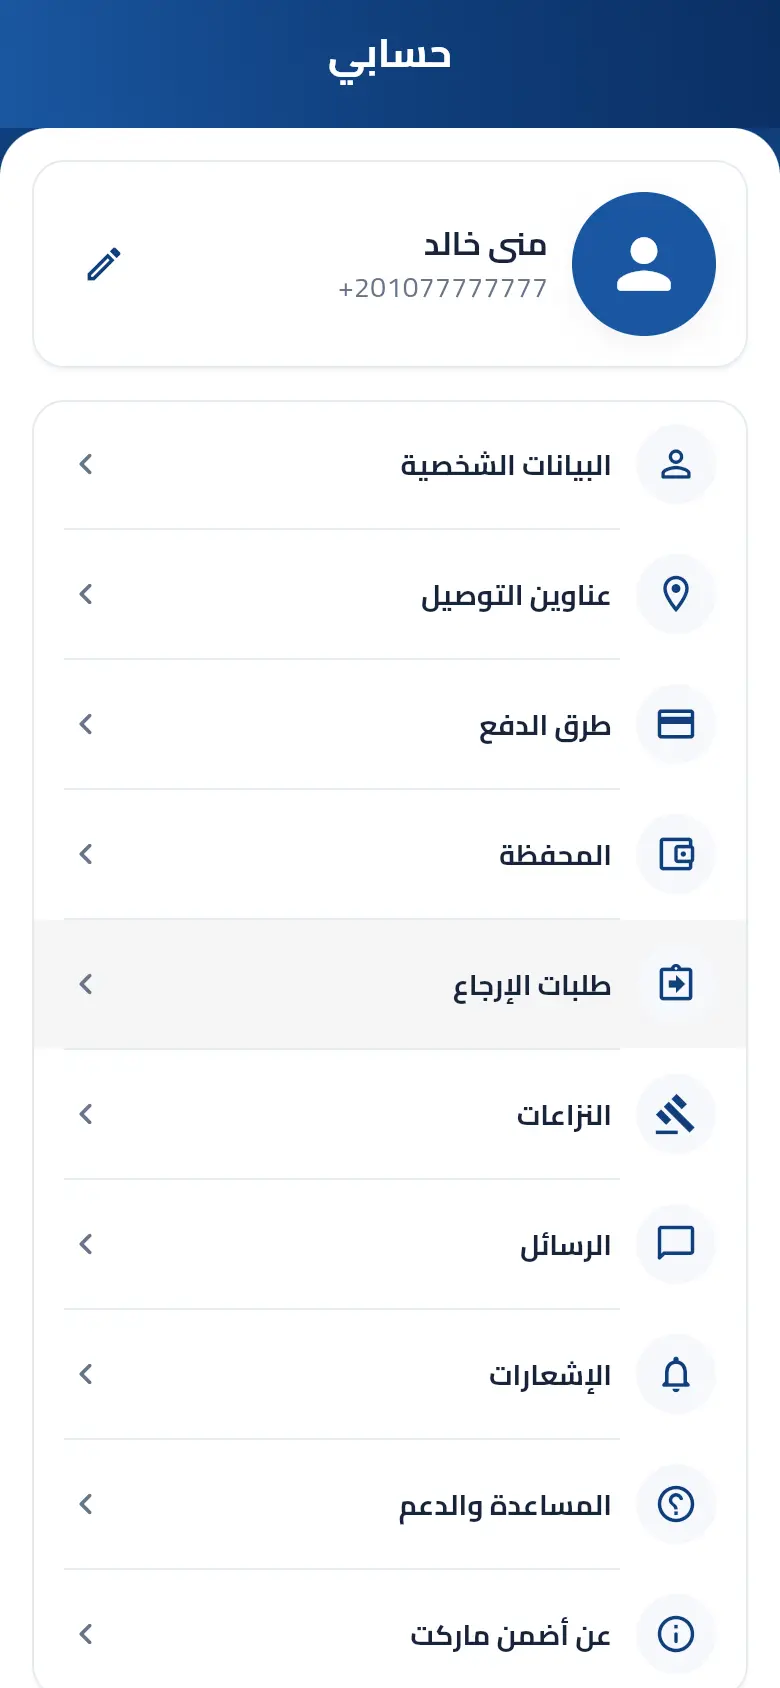 حسابي
منى خالد
+201077777777
البيانات الشخصية
عناوين التوصيل
طرق الدفع
المحفظة
طلبات الإرجاع
النزاعات
الرسائل
الإشعارات
المساعدة والدعم
عن أضمن ماركت